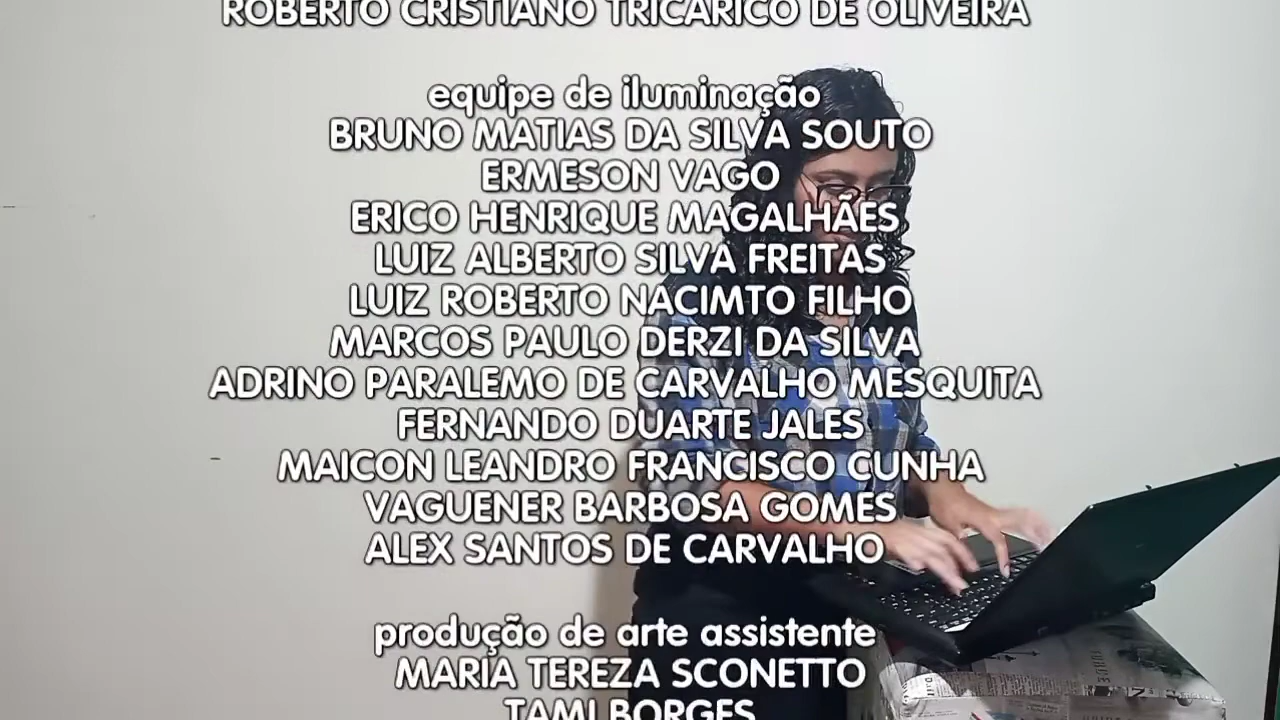 ROBERTO CRISTIANO TRICARICO DE OLIVEIRA
equipe de iluminação
BRUNO MATIAS DA SILVA SOUTO
ERMESON VAGO
ERICO HENRIQUE MAGALHÃES
LUIZ ALBERTO SILVA FREITAS
LUIZ ROBERTO NACIMTO FILHO
MARCOS PAULO DERZI DA SILVA
ADRINO PARALEMO DE CARVALHO MESQUITA
FERNANDO DUARTE JALES
MAICON LEANDRO FRANCISCO CUNHA
VAGUENER BARBOSA GOMES
ALEX SANTOS DE CARVALHO
produção de arte assistente
MARIA TEREZA SCONETTO
TAMI BORGES